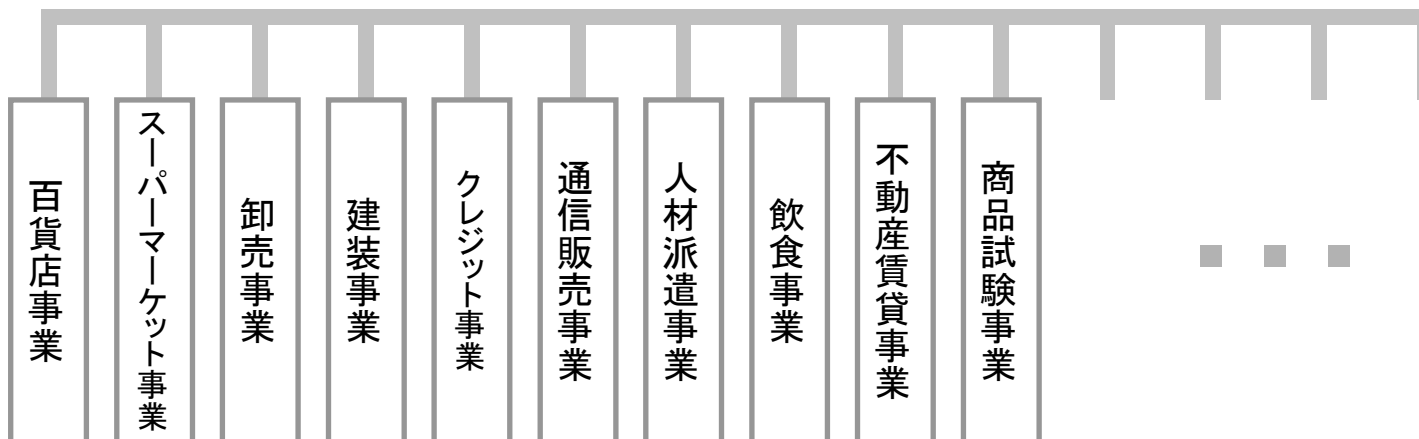 百貨店事業
スーパーマーケット事業
卸売事業
建装事業
クレジット事業
通信販売事業
人材派遣事業
飲食事業
不動産賃貸事業
商品試験事業